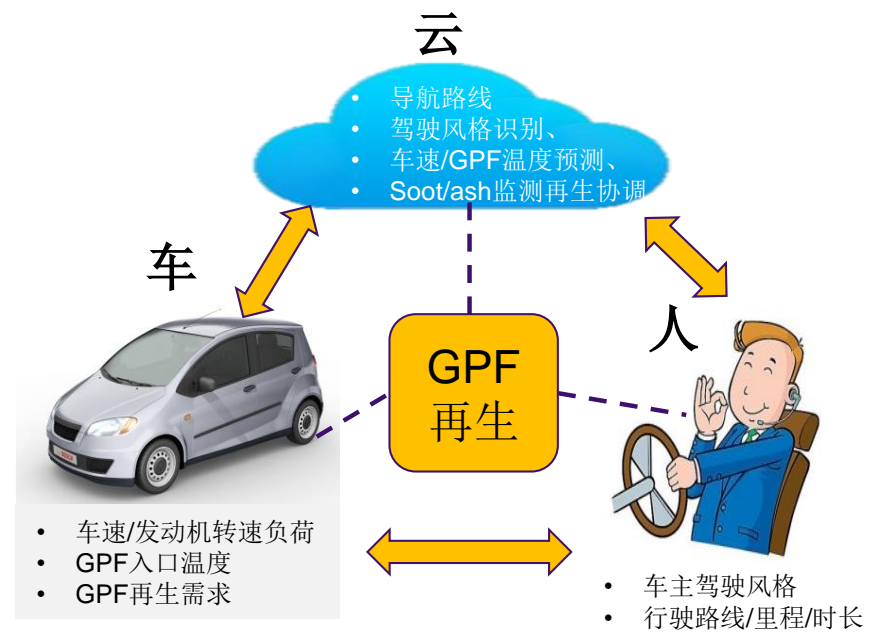 云
• 导航路线
• 驾驶风格识别、
• 车速/GPF温度预测、
• Soot/ash监测再生协调
车
人
GPF
再生
BOSCH
• 车速/发动机转速负荷
• GPF入口温度
• GPF再生需求
• 车主驾驶风格
• 行驶路线/里程/时长